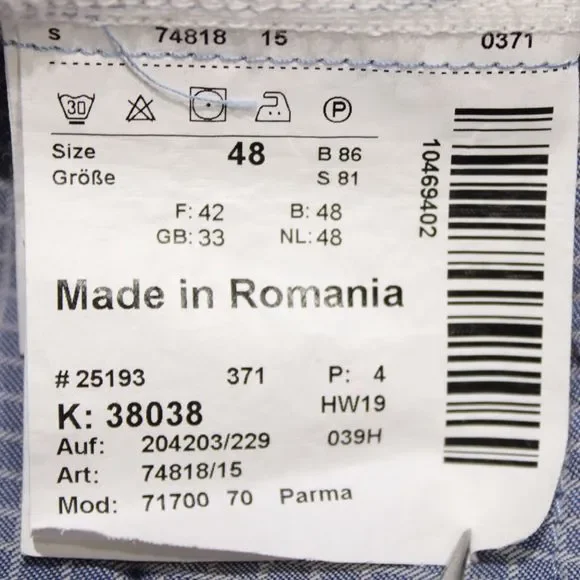 S 74818 15 0371
30 P
Size 48 B 86
Größe S 81
F: 42 B: 48
GB: 33 NL: 48
10469402
Made in Romania
# 25193 371 P: 4
K: 38038 HW19
Auf: 204203/229 039H
Art: 74818/15
Mod: 71700 70 Parma